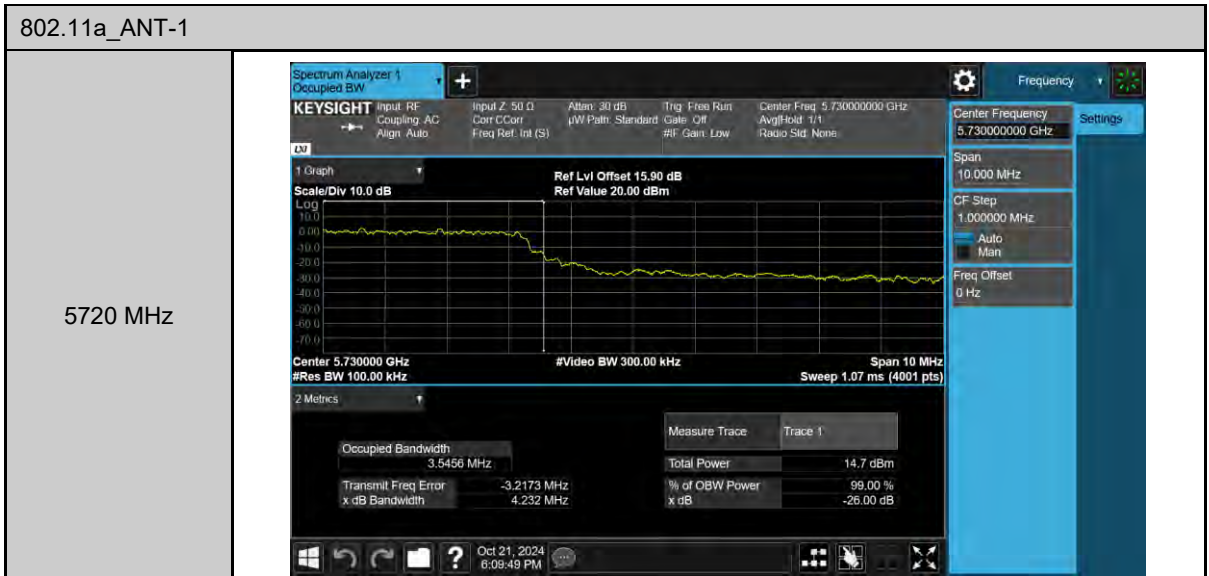 802.11a_ANT-1
5720 MHz
Spectrum Analyzer 1
Occupied BW
+
Frequency
KEYSIGHT
Input: RF
Coupling: AC
Align: Auto
Input Z: 50 Ω
Corr CCorr
Freq Ref: Int (S)
Atten: 30 dB
µW Path: Standard
Trig: Free Run
Gate: Off
#IF Gain: Low
Center Freq: 5.730000000 GHz
Avg|Hold: 1/1
Radio Std: None
LXI
1 Graph
Scale/Div 10.0 dB
Ref Lvl Offset 15.90 dB
Ref Value 20.00 dBm
Log
10.0
0.00
-10.0
-20.0
-30.0
-40.0
-50.0
-60.0
-70.0
Center 5.730000 GHz
#Res BW 100.00 kHz
#Video BW 300.00 kHz
Span 10 MHz
Sweep 1.07 ms (4001 pts)
2 Metrics
Occupied Bandwidth
3.5456 MHz
Transmit Freq Error -3.2173 MHz
x dB Bandwidth 4.232 MHz
Measure Trace Trace 1
Total Power 14.7 dBm
% of OBW Power 99.00 %
x dB -26.00 dB
?
Oct 21, 2024
6:09:49 PM
Center Frequency
5.730000000 GHz
Settings
Span
10.000 MHz
CF Step
1.000000 MHz
Auto
Man
Freq Offset
0 Hz